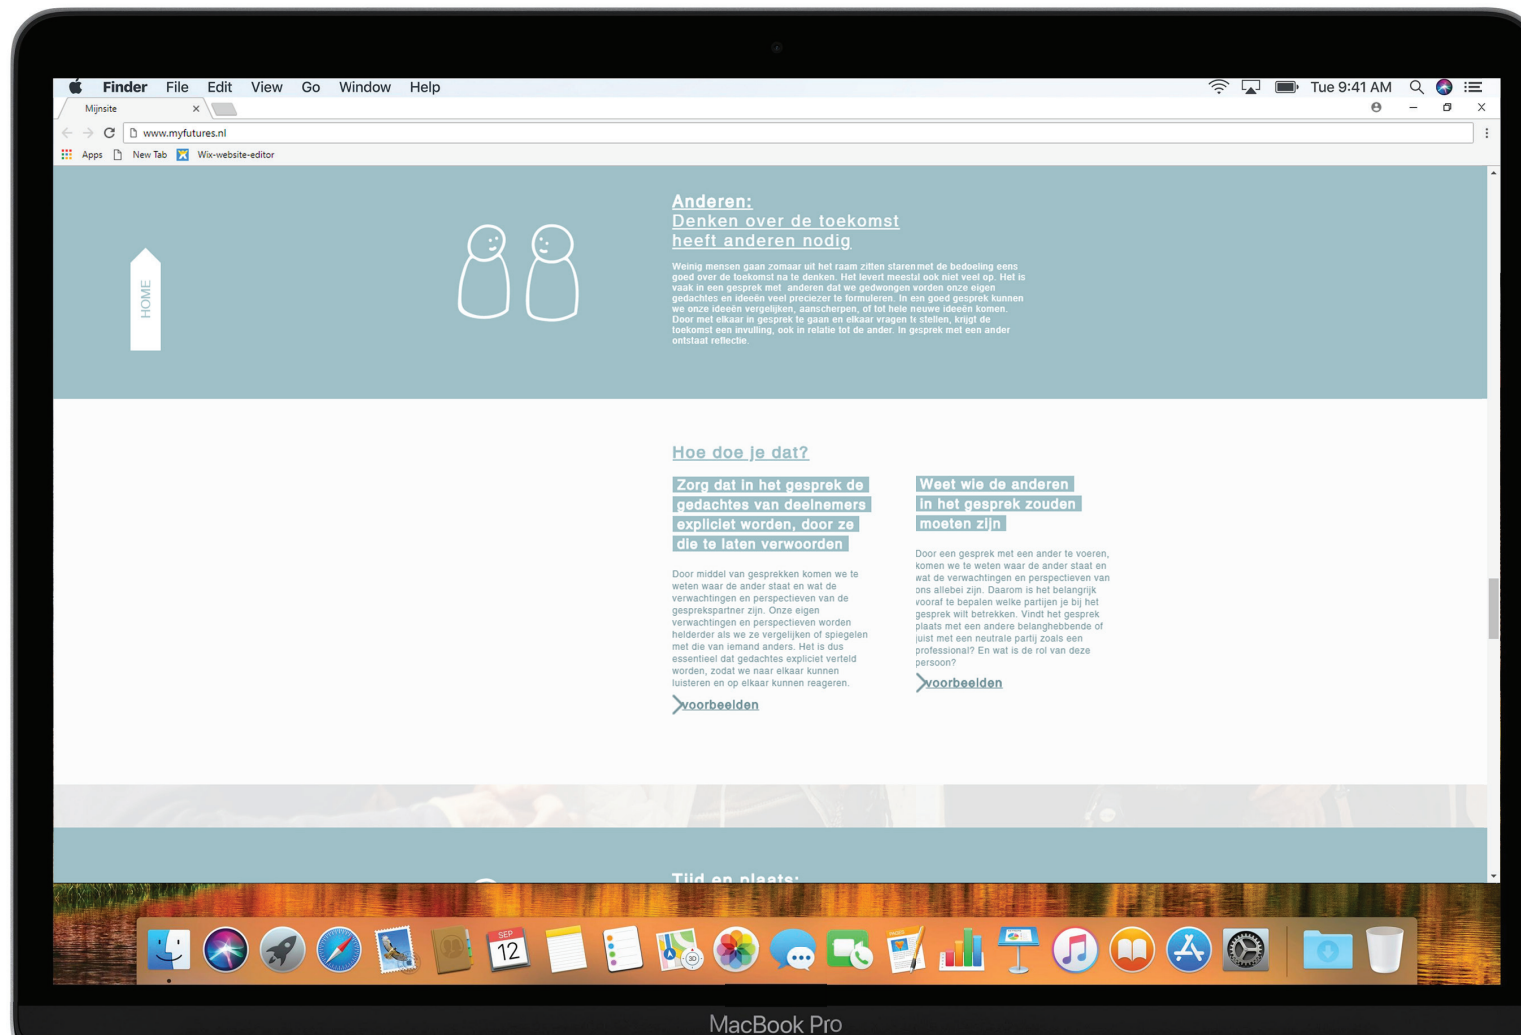 Finder File Edit View Go Window Help
Tue 9:41 AM
Mijnsite
www.myfutures.nl
Apps New Tab Wix-website-editor
HOME
Anderen:
Denken over de toekomst
heeft anderen nodig
Weinig mensen gaan zomaar uit het raam zitten staren met de bedoeling eens
goed over de toekomst na te denken. Het levert meestal ook niet veel op. Het is
vaak in een gesprek met anderen dat we gedwongen vorden onze eigen
gedachtes en ideeën veel preciezer te formuleren. In een goed gesprek kunnen
we onze ideeën vergelijken, aanscherpen, of tot hele neuwe ideeën komen.
Door met elkaar in gesprek te gaan en elkaar vragen te stellen, krijgt de
toekomst een invulling, ook in relatie tot de ander. In gesprek met een ander
ontstaat reflectie.
Hoe doe je dat?
Zorg dat in het gesprek de
gedachtes van deelnemers
expliciet worden, door ze
die te laten verwoorden
Door middel van gesprekken komen we te
weten waar de ander staat en wat de
verwachtingen en perspectieven van de
gesprekspartner zijn. Onze eigen
verwachtingen en perspectieven worden
helderder als we ze vergelijken of spiegelen
met die van iemand anders. Het is dus
essentieel dat gedachtes expliciet verteld
worden, zodat we naar elkaar kunnen
luisteren en op elkaar kunnen reageren.
voorbeelden
Weet wie de anderen
in het gesprek zouden
moeten zijn
Door een gesprek met een ander te voeren,
komen we te weten waar de ander staat en
wat de verwachtingen en perspectieven van
ons allebei zijn. Daarom is het belangrijk
vooraf te bepalen welke partijen je bij het
gesprek wilt betrekken. Vindt het gesprek
plaats met een andere belanghebbende of
juist met een neutrale partij zoals een
professional? En wat is de rol van deze
persoon?
voorbeelden
Tijd en plaats:
SEP
12
PAGES
3D
MacBook Pro